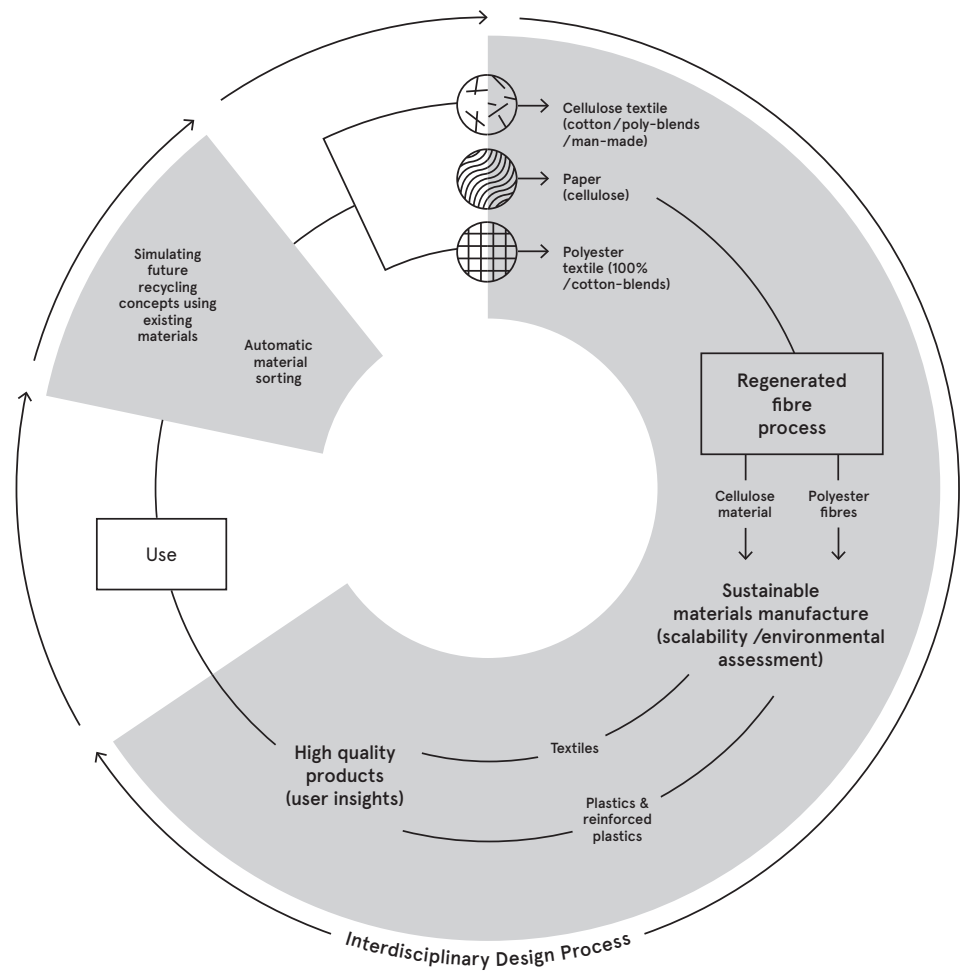 Cellulose textile
(cotton/poly-blends
/man-made)
Paper
(cellulose)
Polyester
textile (100%
/cotton-blends)
Regenerated
fibre
process
Cellulose
material
Polyester
fibres
Sustainable
materials manufacture
(scalability /environmental
assessment)
Textiles
Plastics &
reinforced
plastics
High quality
products
(user insights)
Use
Simulating
future
recycling
concepts using
existing
materials
Automatic
material
sorting
Interdisciplinary Design Process